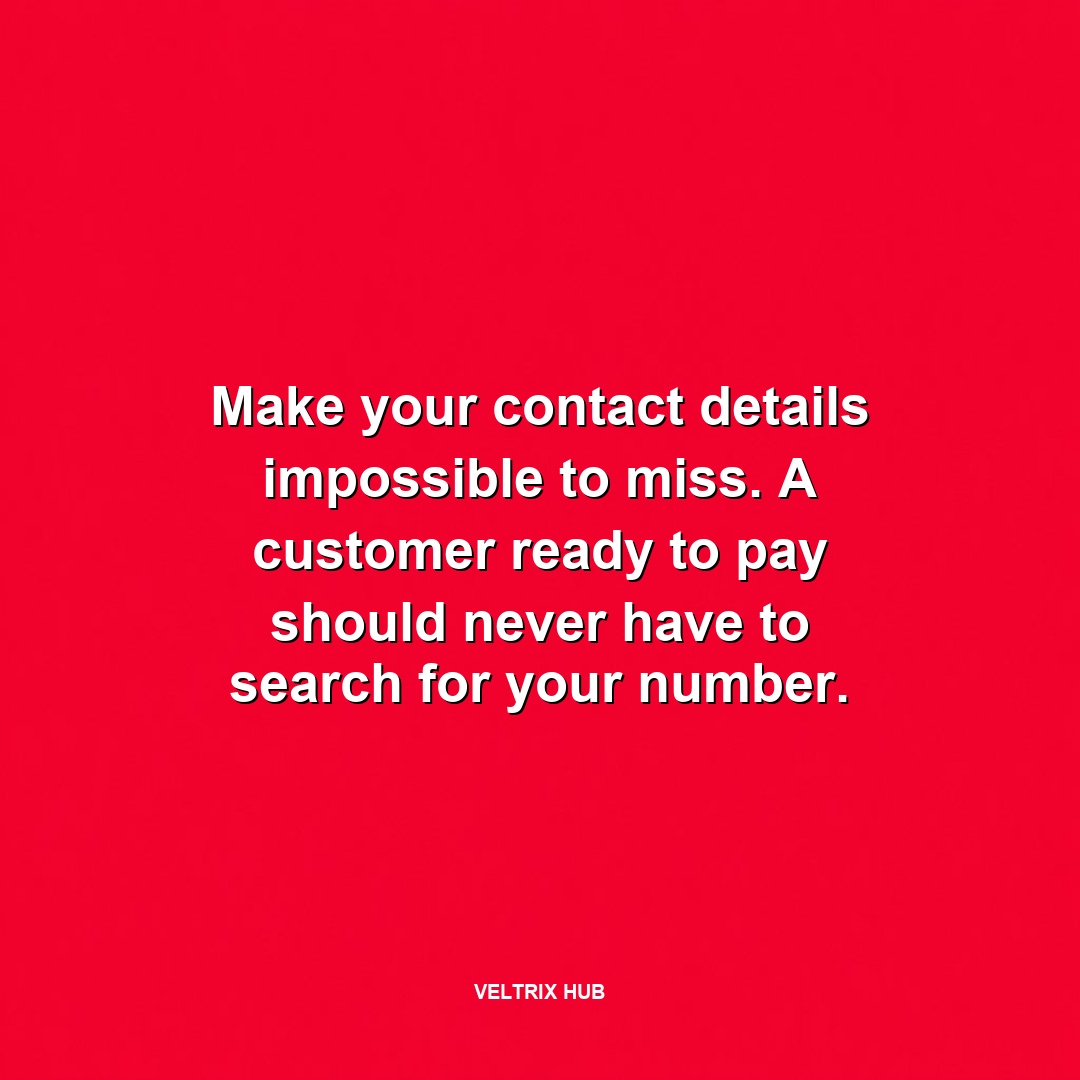 Make your contact details
impossible to miss. A
customer ready to pay
should never have to
search for your number.
VELTRIX HUB